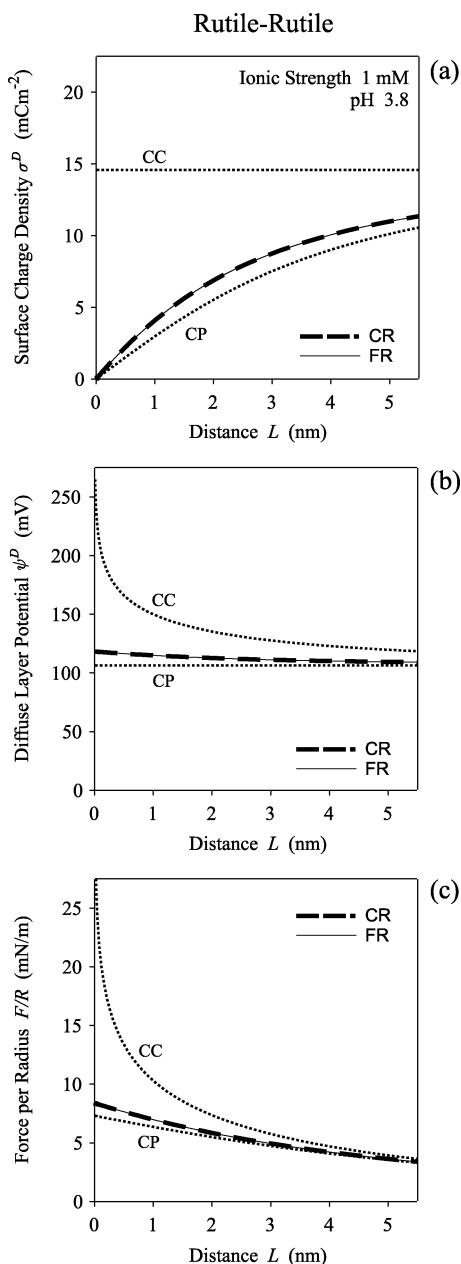 Rutile-Rutile
(a)
Ionic Strength 1 mM
pH 3.8
Surface Charge Density σᴰ (mCm⁻²)
20
15
10
5
0
CC
CP
CR
FR
0 1 2 3 4 5
Distance L (nm)
(b)
Diffuse Layer Potential ψᴰ (mV)
250
200
150
100
50
0
CC
CP
CR
FR
0 1 2 3 4 5
Distance L (nm)
(c)
Force per Radius F/R (mN/m)
25
20
15
10
5
0
CR
FR
CC
CP
0 1 2 3 4 5
Distance L (nm)